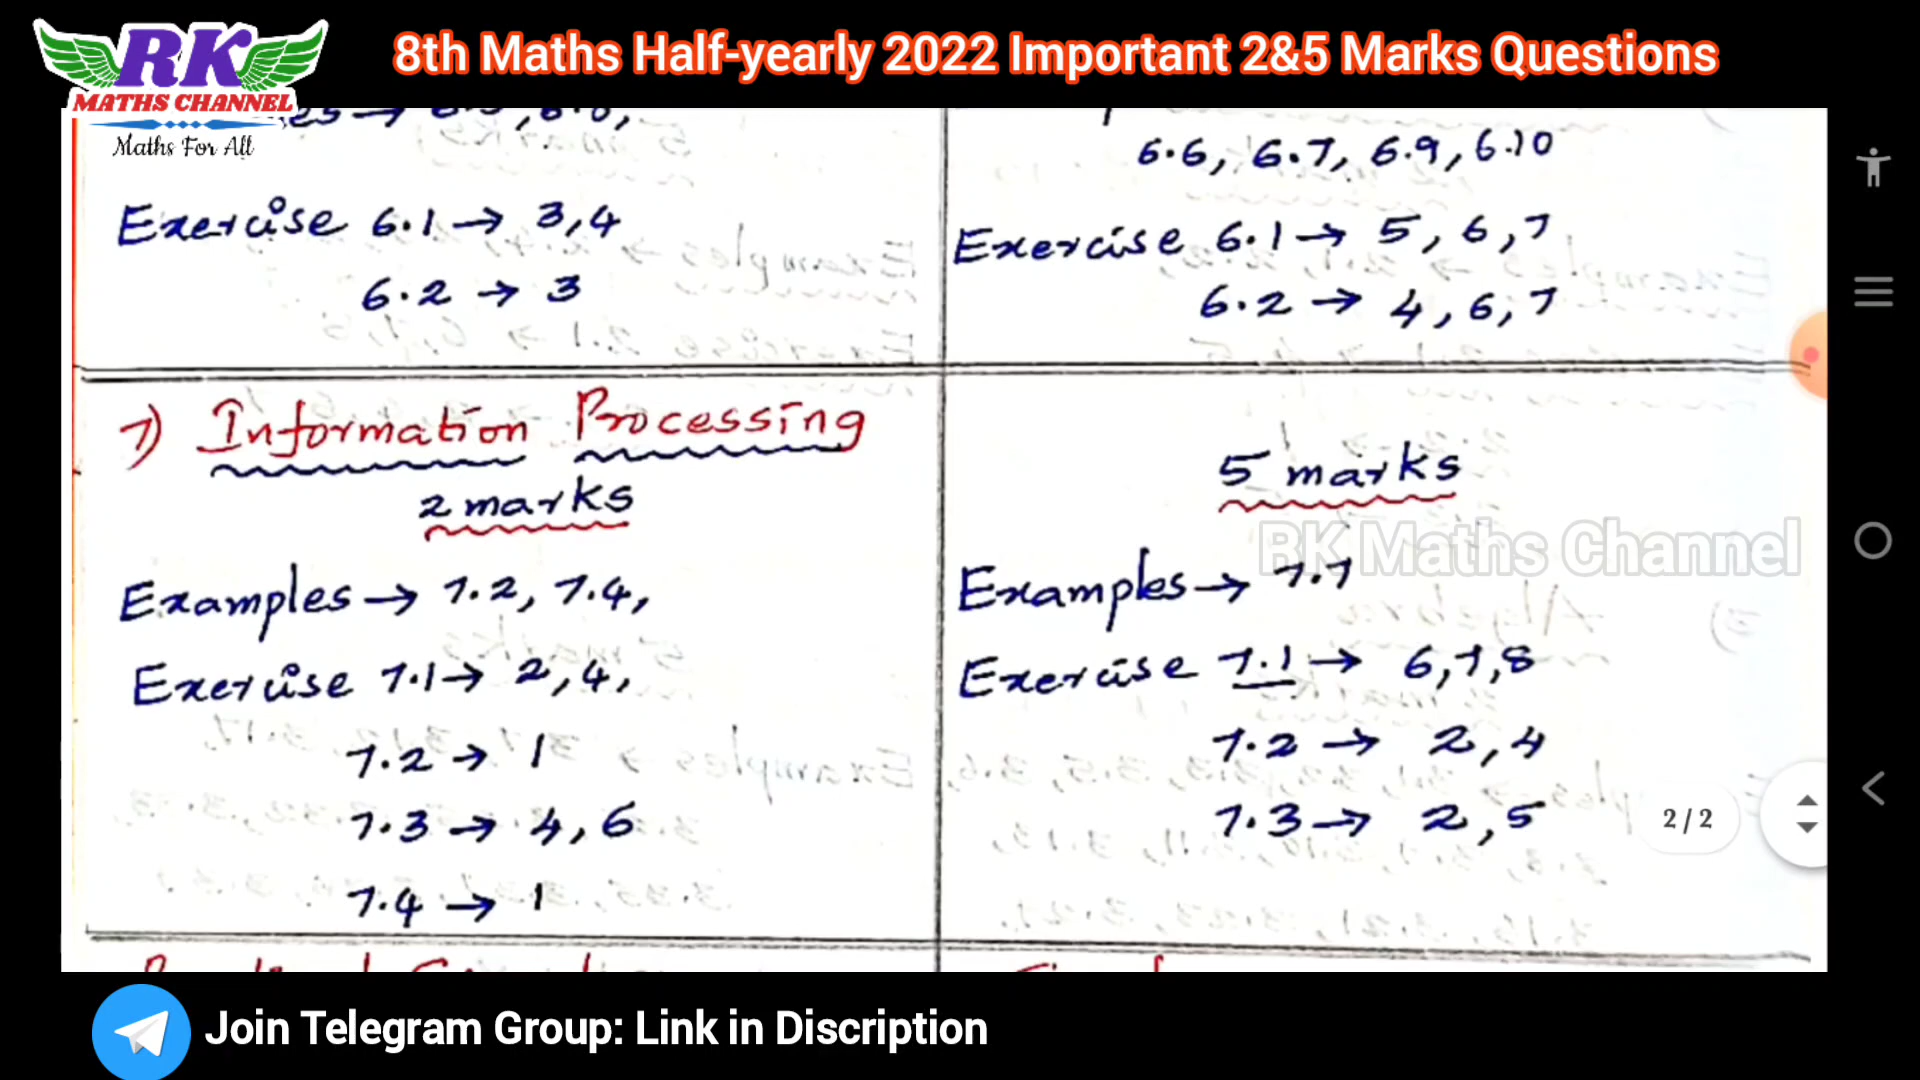 RK
MATHS CHANNEL
Maths For All
8th Maths Half-yearly 2022 Important 2&5 Marks Questions
Exercise 6.1 → 3,4
6.2 → 3
6.6, 6.7, 6.9, 6.10
Exercise 6.1 → 5, 6, 7
6.2 → 4, 6, 7
7) Information Processing
2 marks
Examples → 7.2, 7.4,
Exercise 7.1 → 2, 4,
7.2 → 1
7.3 → 4, 6
7.4 → 1
5 marks
RK Maths Channel
Examples → 7.7
Exercise 7.1 → 6, 7, 8
7.2 → 2, 4
7.3 → 2, 5
2 / 2
Join Telegram Group: Link in Discription